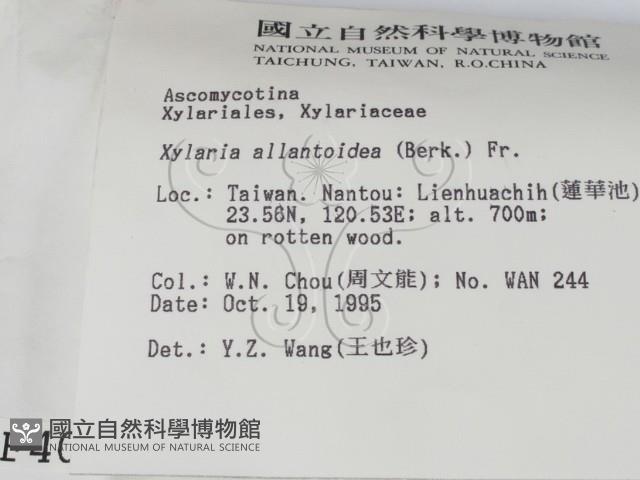 國立自然科學博物館
NATIONAL MUSEUM OF NATURAL SCIENCE
TAICHUNG, TAIWAN, R.O.CHINA
Ascomycotina
Xylariales, Xylariaceae
Xylaria allantoidea (Berk.) Fr.
Loc.: Taiwan. Nantou: Lienhuachih(蓮華池)
23.56N, 120.53E; alt. 700m;
on rotten wood.
Col.: W.N. Chou(周文能); No. WAN 244
Date: Oct. 19, 1995
Det.: Y.Z. Wang(王也珍)
國立自然科學博物館
NATIONAL MUSEUM OF NATURAL SCIENCE